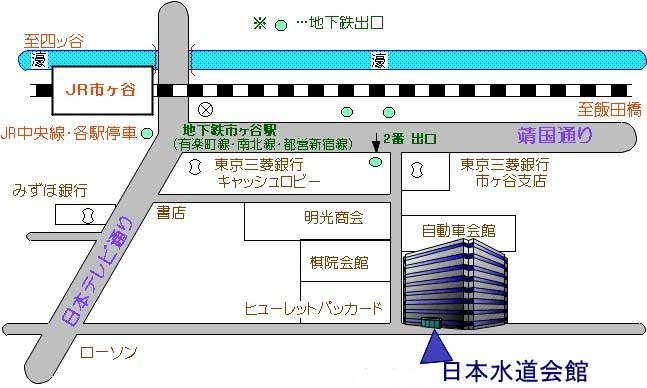 ※ ●…地下鉄出口
至四ッ谷
濠
濠
JR市ヶ谷
至飯田橋
JR中央線・各駅停車
地下鉄市ヶ谷駅
(有楽町線・南北線・都営新宿線)
2番 出口
靖国通り
東京三菱銀行
キャッシュロビー
東京三菱銀行
市ヶ谷支店
みずほ銀行
書店
明光商会
自動車会館
日本テレビ通り
棋院会館
ヒューレットパッカード
ローソン
日本水道会館